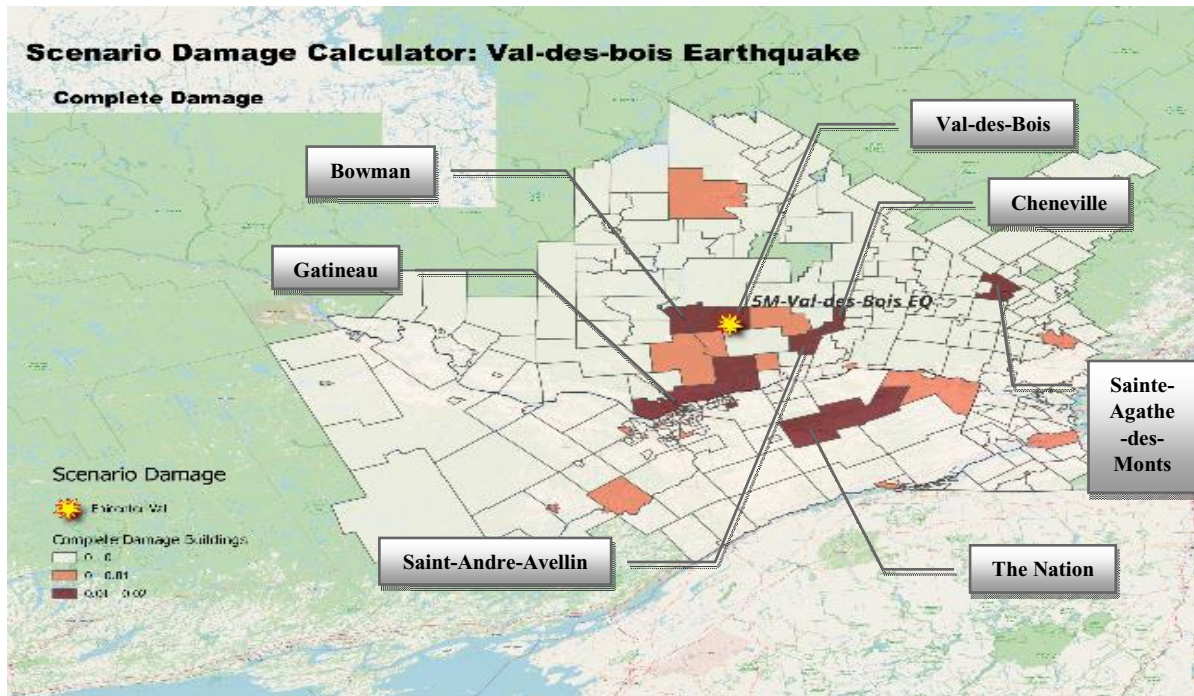 Scenario Damage Calculator: Val-des-bois Earthquake
Complete Damage
Val-des-Bois
Bowman
Cheneville
Gatineau
5M-Val-des-Bois EQ
Sainte-
Agathe
-des-
Monts
Scenario Damage
Epicenter Val
Complete Damage Buildings
0 - 0
0 - 0.01
0.01 - 0.02
Saint-Andre-Avellin
The Nation